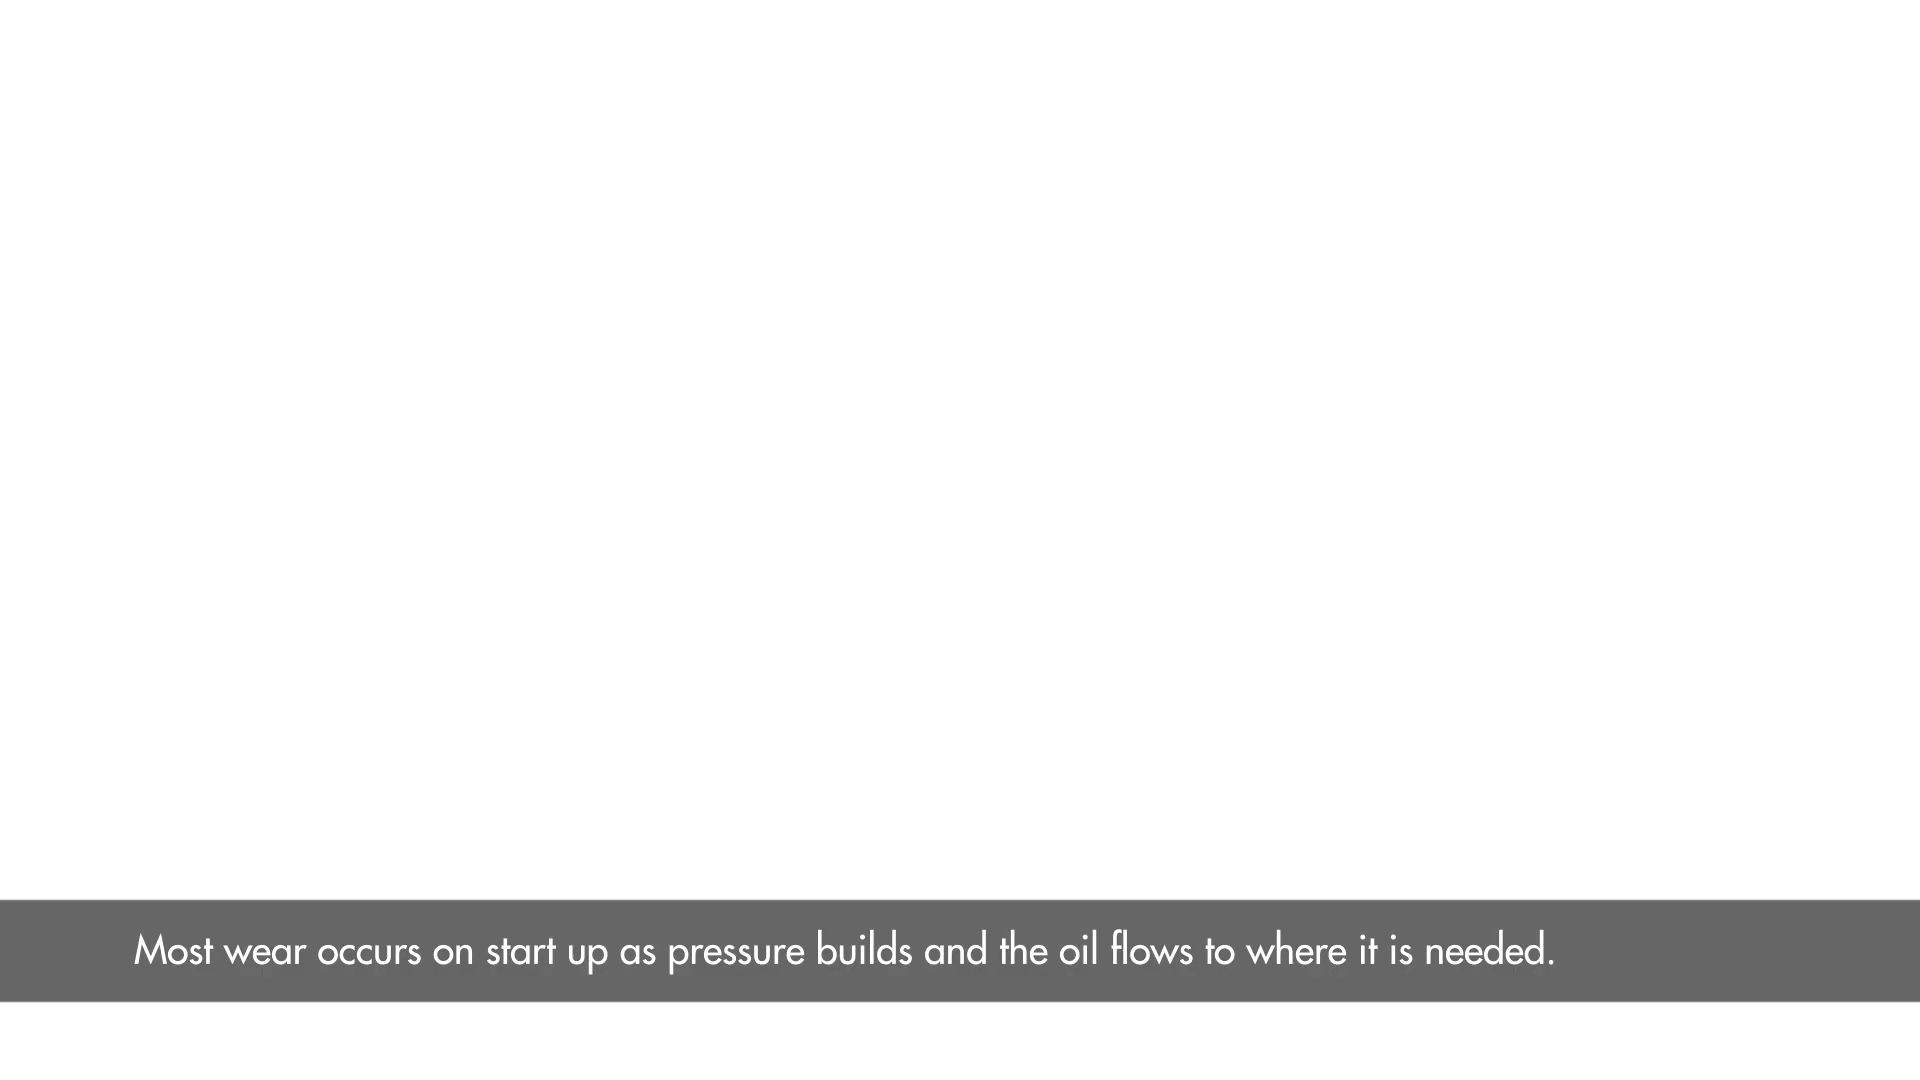 Most wear occurs on start up as pressure builds and the oil flows to where it is needed.